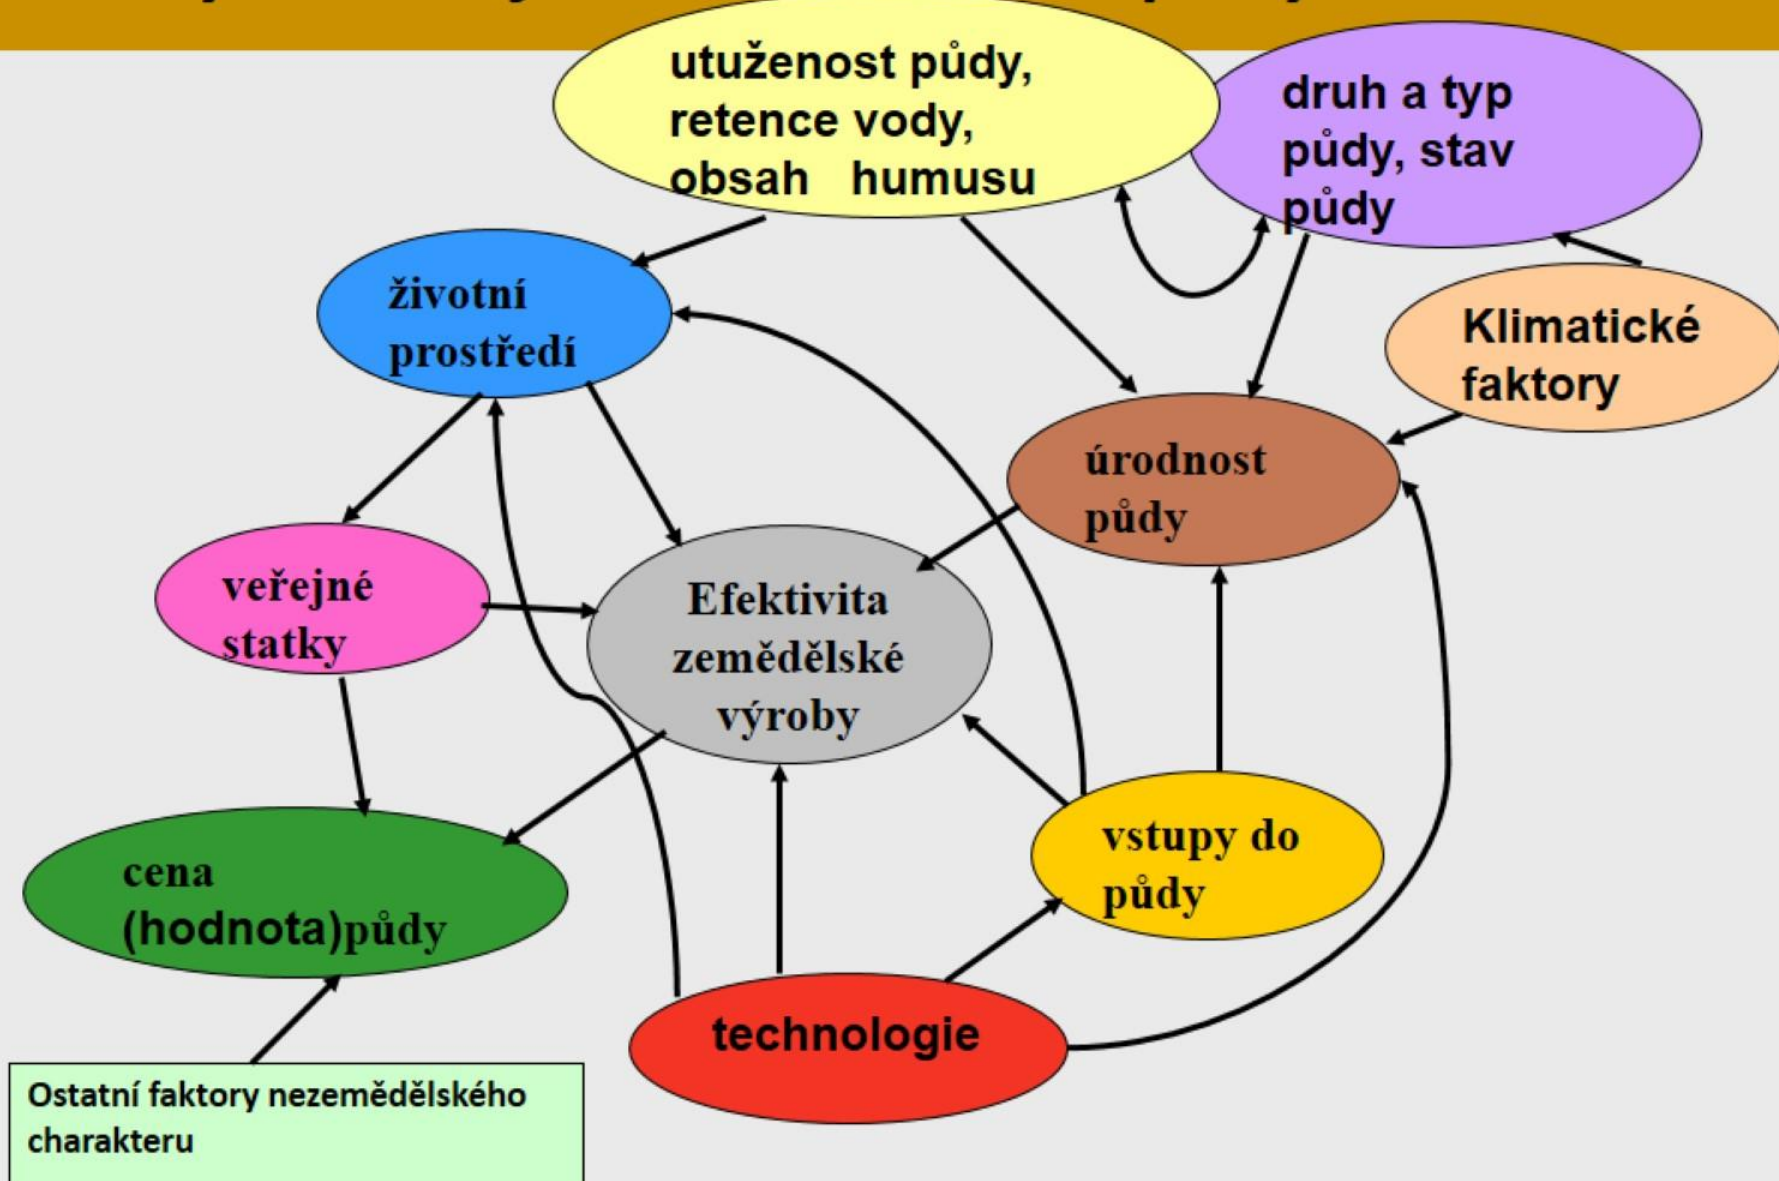 utuženost půdy,
retence vody,
obsah humusu
druh a typ
půdy, stav
půdy
životní
prostředí
Klimatické
faktory
úrodnost
půdy
veřejné
statky
Efektivita
zemědělské
výroby
cena
(hodnota)půdy
vstupy do
půdy
technologie
Ostatní faktory nezemědělského
charakteru